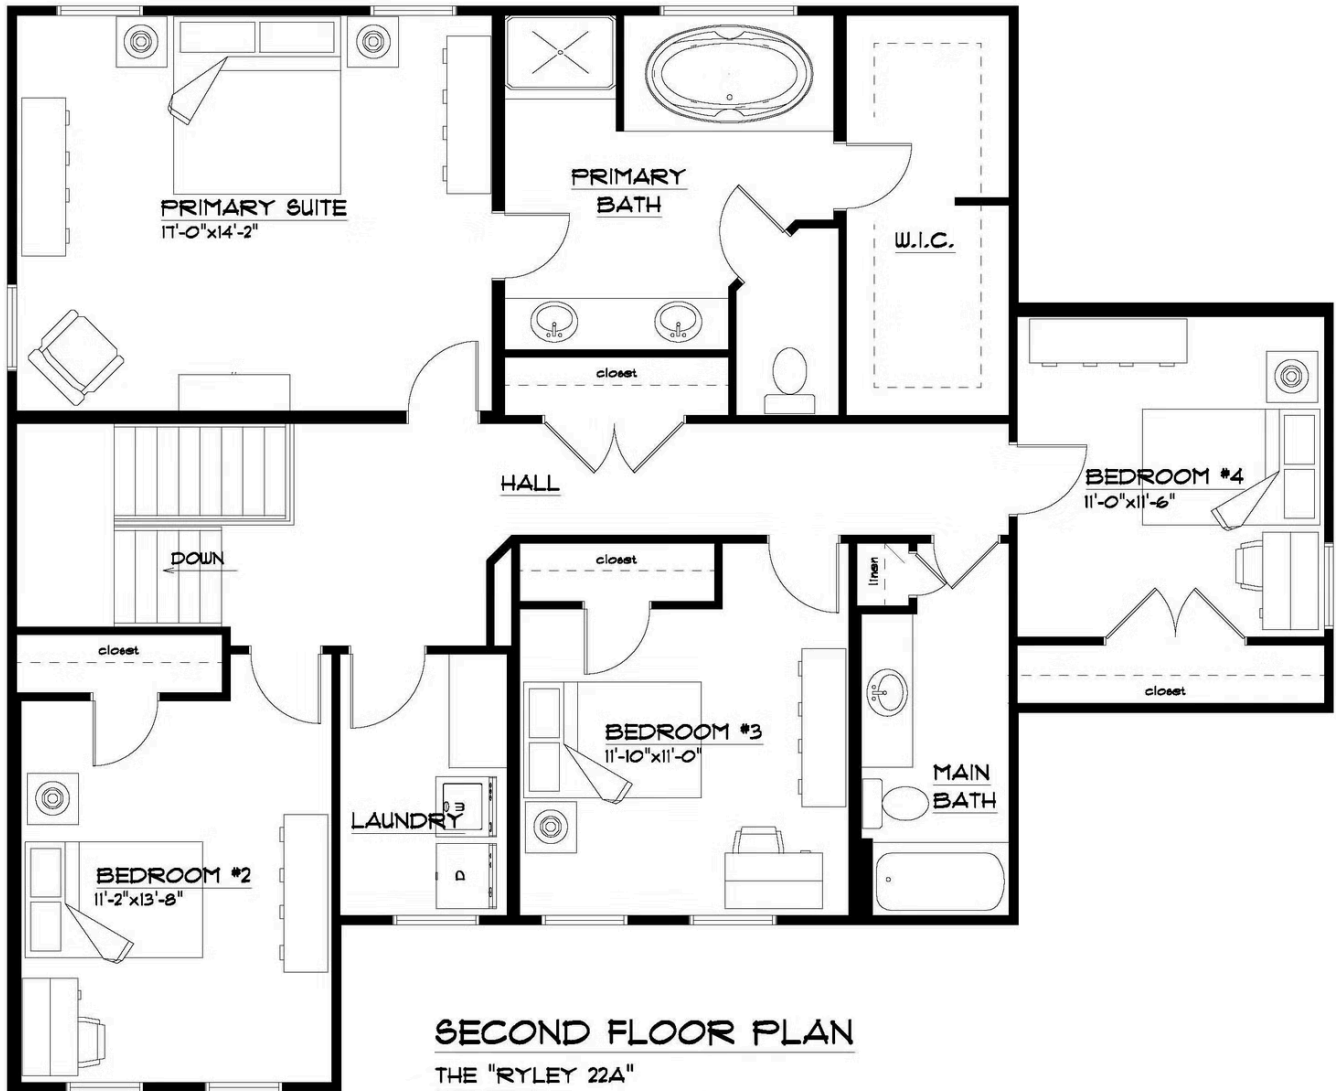 PRIMARY SUITE
17'-0"x14'-2"
PRIMARY
BATH
W.I.C.
closet
HALL
BEDROOM #4
11'-0"x11'-6"
DOWN
closet
linen
closet
closet
BEDROOM #3
11'-10"x11'-0"
MAIN
BATH
W
LAUNDRY
D
BEDROOM #2
11'-2"x13'-8"
SECOND FLOOR PLAN
THE "RYLEY 22A"